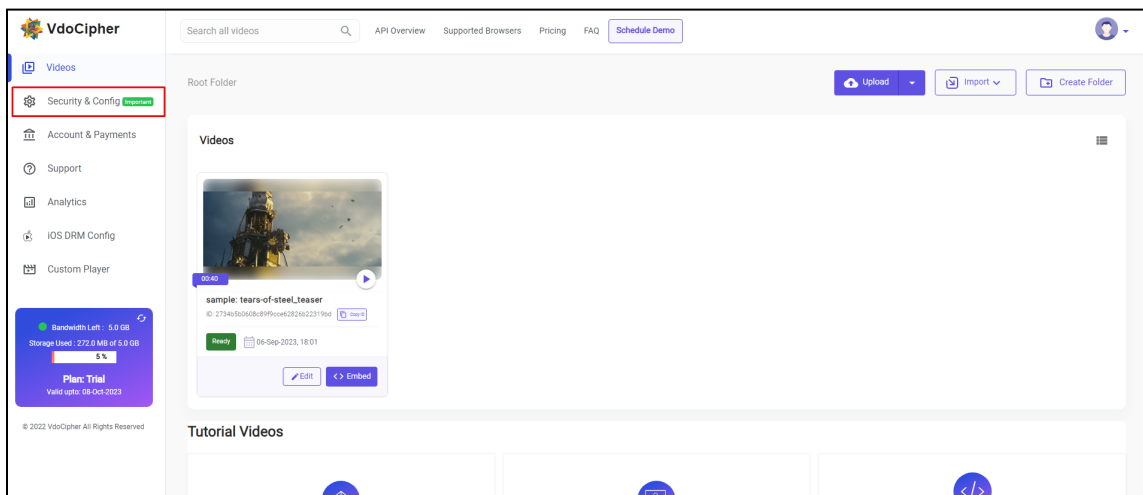 VdoCipher
Search all videos
API Overview
Supported Browsers
Pricing
FAQ
Schedule Demo
Videos
Security & Config Important
Account & Payments
Support
Analytics
iOS DRM Config
Custom Player
Bandwidth Left : 5.0 GB
Storage Used : 272.0 MB of 5.0 GB
5 %
Plan: Trial
Valid upto: 08-Oct-2023
© 2022 VdoCipher All Rights Reserved
Root Folder
Upload
Import
Create Folder
Videos
00:40
sample: tears-of-steel_teaser
ID: 2734b5b0608c89f9cce62826b22319bd
Copy ID
Ready
06-Sep-2023, 18:01
Edit
<> Embed
Tutorial Videos